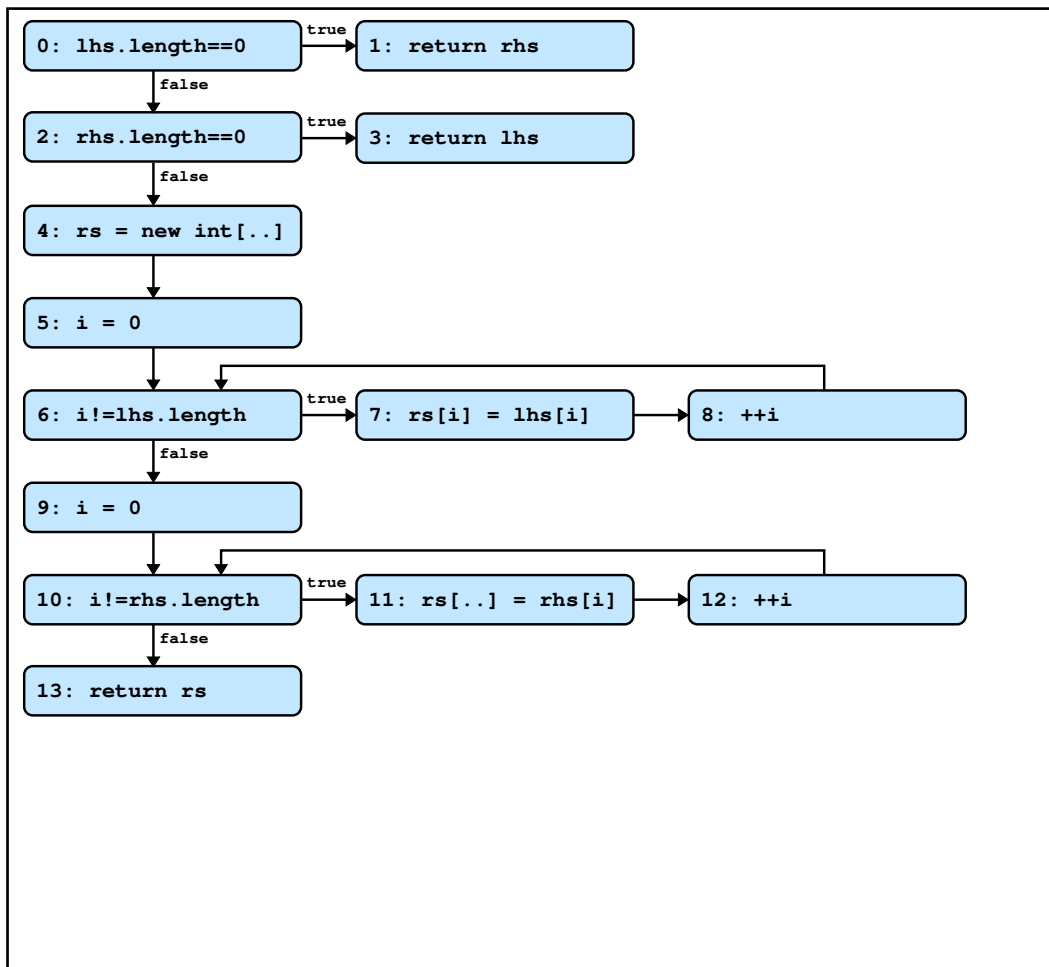 0: lhs.length==0
true
1: return rhs
false
2: rhs.length==0
true
3: return lhs
false
4: rs = new int[..]
5: i = 0
6: i!=lhs.length
true
7: rs[i] = lhs[i]
8: ++i
false
9: i = 0
10: i!=rhs.length
true
11: rs[..] = rhs[i]
12: ++i
false
13: return rs